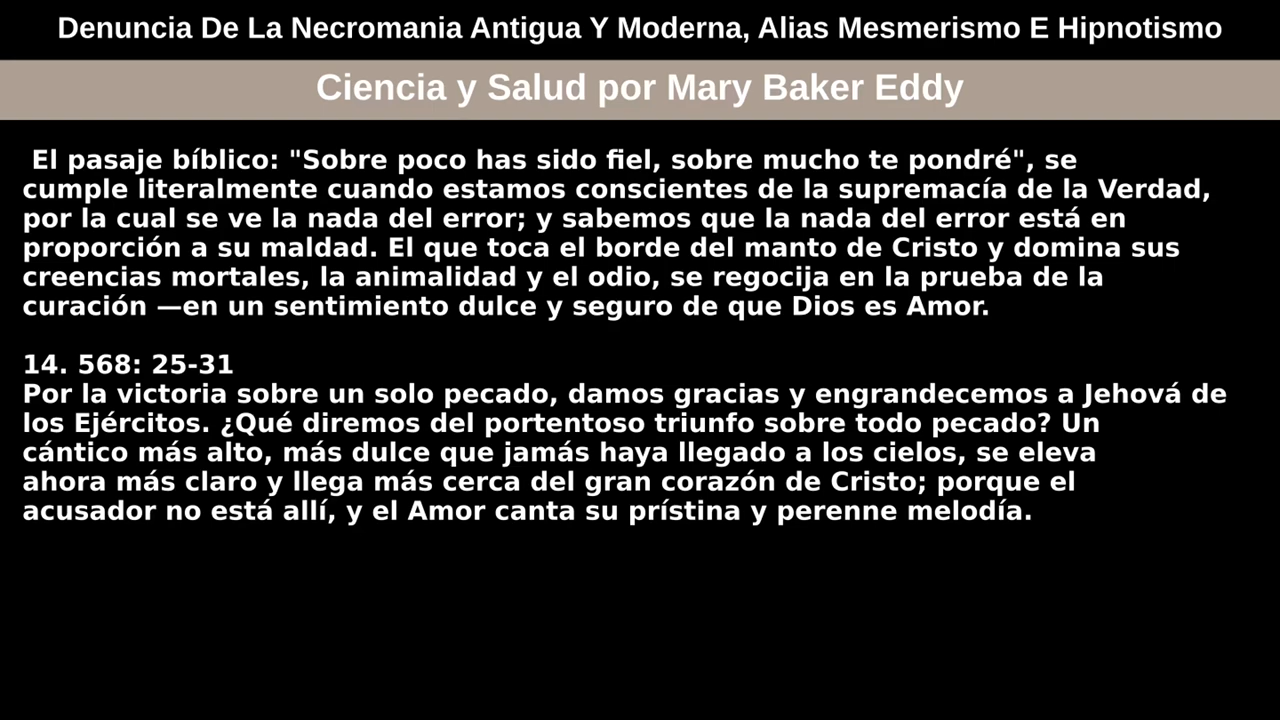 Denuncia De La Necromania Antigua Y Moderna, Alias Mesmerismo E Hipnotismo
Ciencia y Salud por Mary Baker Eddy
El pasaje bíblico: "Sobre poco has sido fiel, sobre mucho te pondré", se
cumple literalmente cuando estamos conscientes de la supremacía de la Verdad,
por la cual se ve la nada del error; y sabemos que la nada del error está en
proporción a su maldad. El que toca el borde del manto de Cristo y domina sus
creencias mortales, la animalidad y el odio, se regocija en la prueba de la
curación —en un sentimiento dulce y seguro de que Dios es Amor.
14. 568: 25-31
Por la victoria sobre un solo pecado, damos gracias y engrandecemos a Jehová de
los Ejércitos. ¿Qué diremos del portentoso triunfo sobre todo pecado? Un
cántico más alto, más dulce que jamás haya llegado a los cielos, se eleva
ahora más claro y llega más cerca del gran corazón de Cristo; porque el
acusador no está allí, y el Amor canta su prístina y perenne melodía.